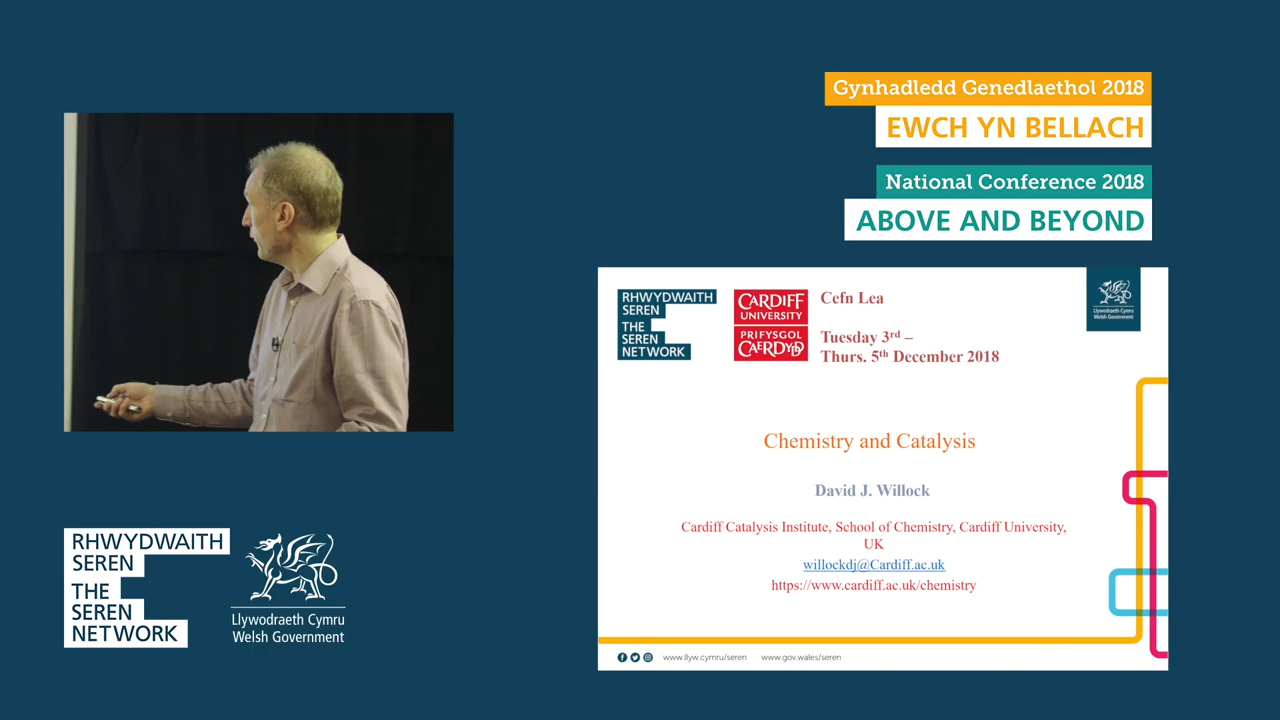 Gynhadledd Genedlaethol 2018
EWCH YN BELLACH
National Conference 2018
ABOVE AND BEYOND
RHWYDWAITH
SEREN
THE
SEREN
NETWORK
CARDIFF
UNIVERSITY
PRIFYSGOL
CAERDYDD
Cefn Lea
Tuesday 3rd –
Thurs. 5th December 2018
Llywodraeth Cymru
Welsh Government
Chemistry and Catalysis
David J. Willock
Cardiff Catalysis Institute, School of Chemistry, Cardiff University,
UK
willockdj@Cardiff.ac.uk
https://www.cardiff.ac.uk/chemistry
www.llyw.cymru/seren www.gov.wales/seren
RHWYDWAITH
SEREN
THE
SEREN
NETWORK
Llywodraeth Cymru
Welsh Government